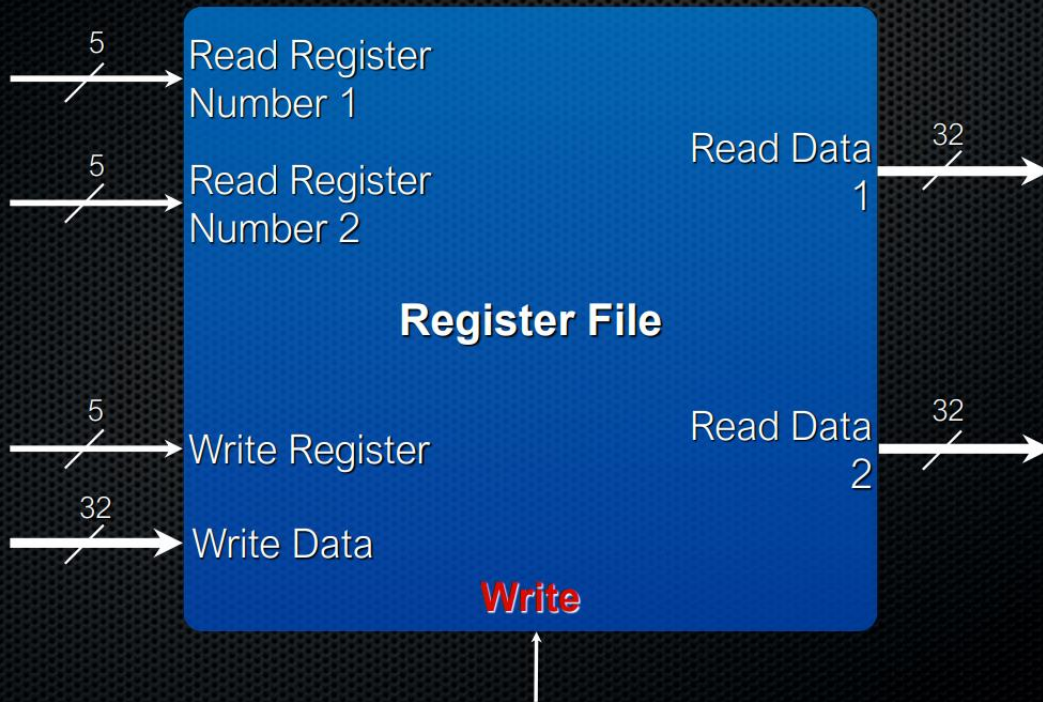 5
Read Register
Number 1
5
Read Register
Number 2
Read Data
1
32
Register File
5
Write Register
32
Write Data
Read Data
2
32
Write